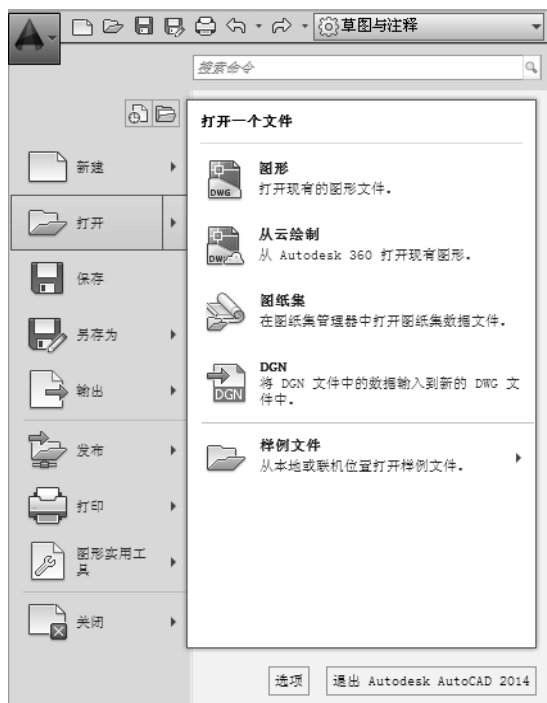 草图与注释
搜索命令
打开一个文件
新建
打开
保存
另存为
输出
发布
打印
图形实用工
具
关闭
DWG
图形
打开现有的图形文件.
DW
从云绘制
从 Autodesk 360 打开现有图形.
图纸集
在图纸集管理器中打开图纸集数据文件.
DGN
DGN
将 DGN 文件中的数据输入到新的 DWG 文
件中.
样例文件
从本地或联机位置打开样例文件.
选项
退出 Autodesk AutoCAD 2014